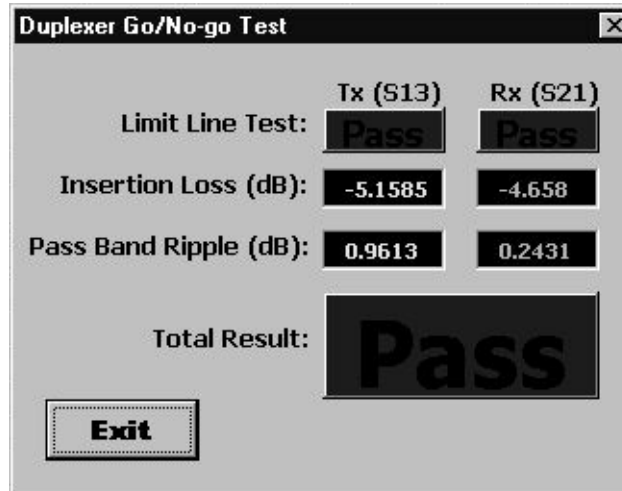 Duplexer Go/No-go Test
Tx (S13) Rx (S21)
Limit Line Test: Pass Pass
Insertion Loss (dB): -5.1585 -4.658
Pass Band Ripple (dB): 0.9613 0.2431
Total Result: Pass
Exit